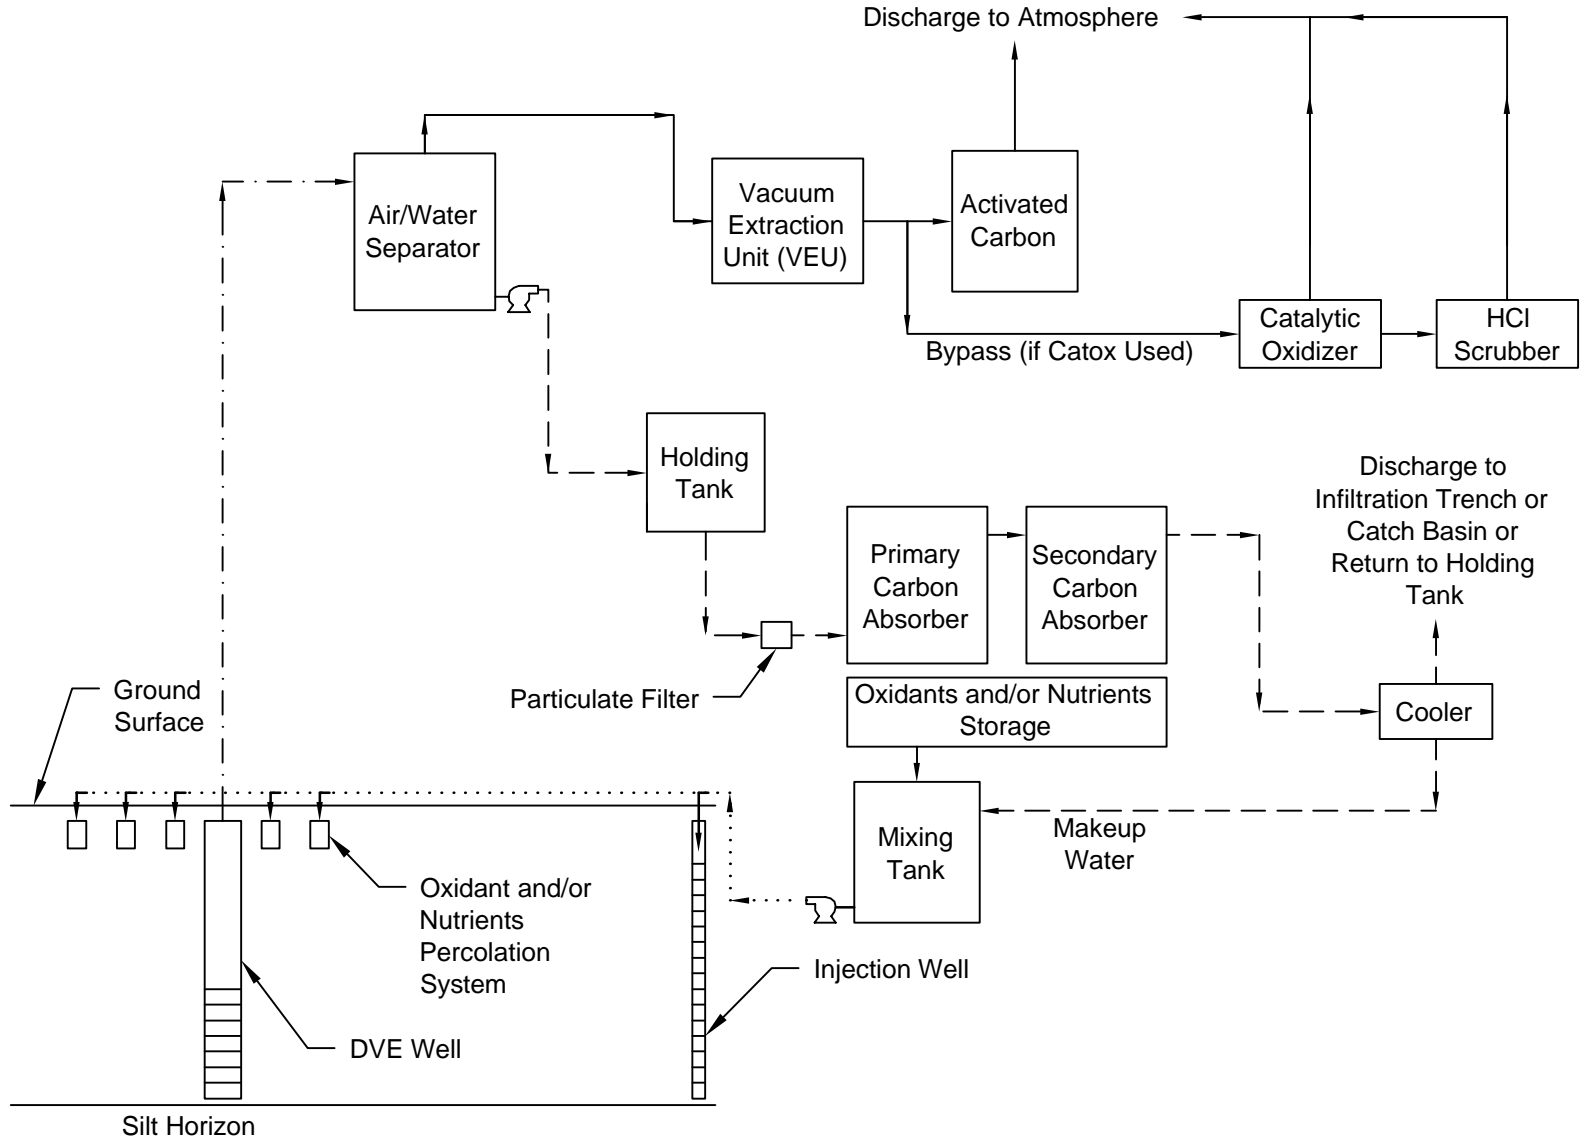 Discharge to Atmosphere
Air/Water
Separator
Vacuum
Extraction
Unit (VEU)
Activated
Carbon
Catalytic
Oxidizer
HCl
Scrubber
Bypass (if Catox Used)
Holding
Tank
Discharge to
Infiltration Trench or
Catch Basin or
Return to Holding
Tank
Primary
Carbon
Absorber
Secondary
Carbon
Absorber
Particulate Filter
Ground
Surface
Oxidants and/or Nutrients
Storage
Cooler
Mixing
Tank
Makeup
Water
Oxidant and/or
Nutrients
Percolation
System
Injection Well
DVE Well
Silt Horizon